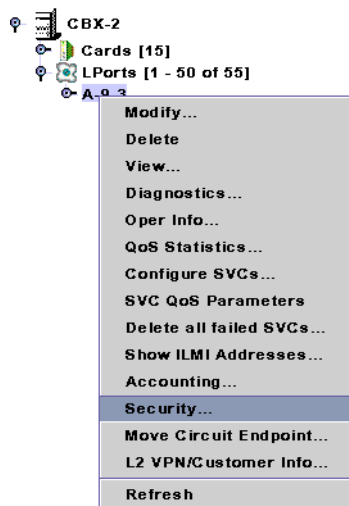 CBX-2
Cards [15]
LPorts [1 - 50 of 55]
A-9.3
Modify...
Delete
View...
Diagnostics...
Oper Info...
QoS Statistics...
Configure SVCs...
SVC QoS Parameters
Delete all failed SVCs...
Show ILMI Addresses...
Accounting...
Security...
Move Circuit Endpoint...
L2 VPN/Customer Info...
Refresh